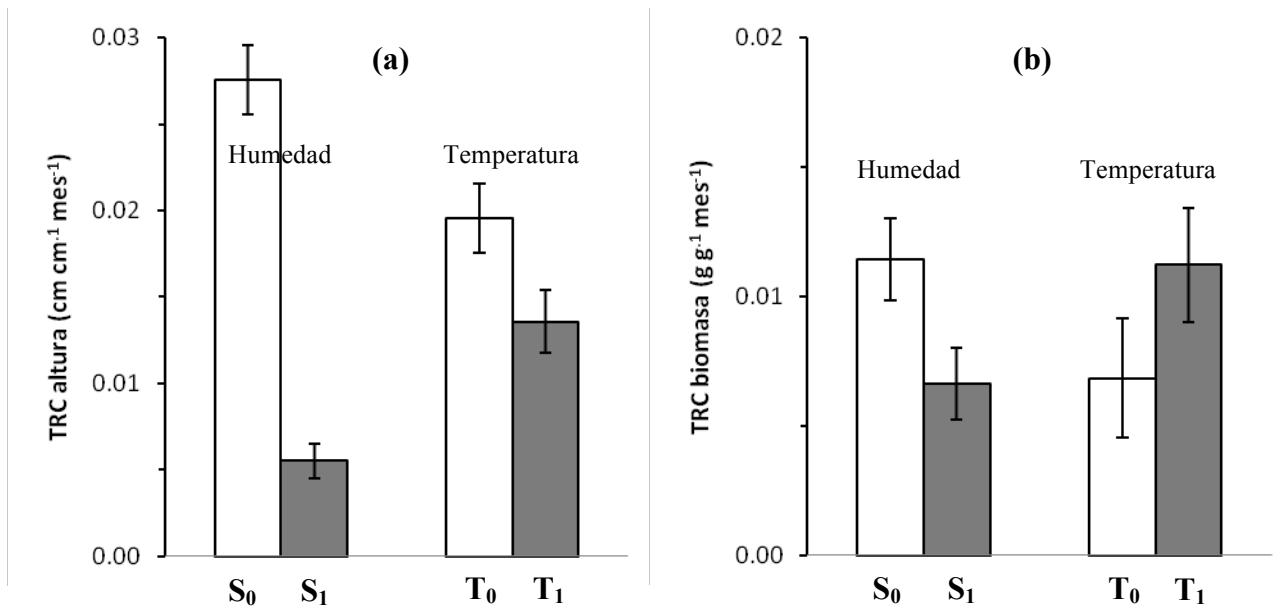 (a)
0.03
0.02
0.01
0.00
TRC altura (cm cm⁻¹ mes⁻¹)
Humedad Temperatura
S₀ S₁ T₀ T₁
(b)
0.02
0.01
0.00
TRC biomasa (g g⁻¹ mes⁻¹)
Humedad Temperatura
S₀ S₁ T₀ T₁